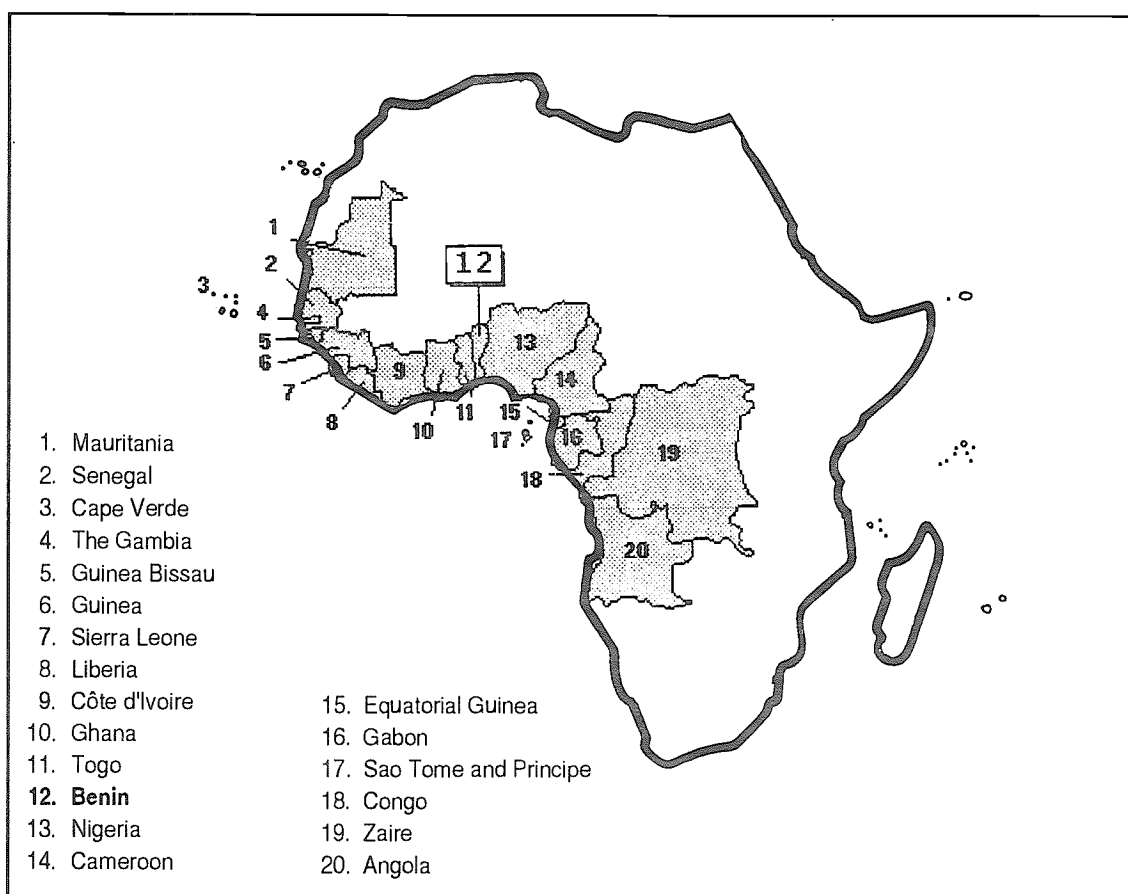 1
2
12
3
4
5
13
6
9
14
7
11
15
8
10
17
16
19
18
20
1. Mauritania
2. Senegal
3. Cape Verde
4. The Gambia
5. Guinea Bissau
6. Guinea
7. Sierra Leone
8. Liberia
9. Côte d'Ivoire
10. Ghana
11. Togo
12. Benin
13. Nigeria
14. Cameroon
15. Equatorial Guinea
16. Gabon
17. Sao Tome and Principe
18. Congo
19. Zaire
20. Angola